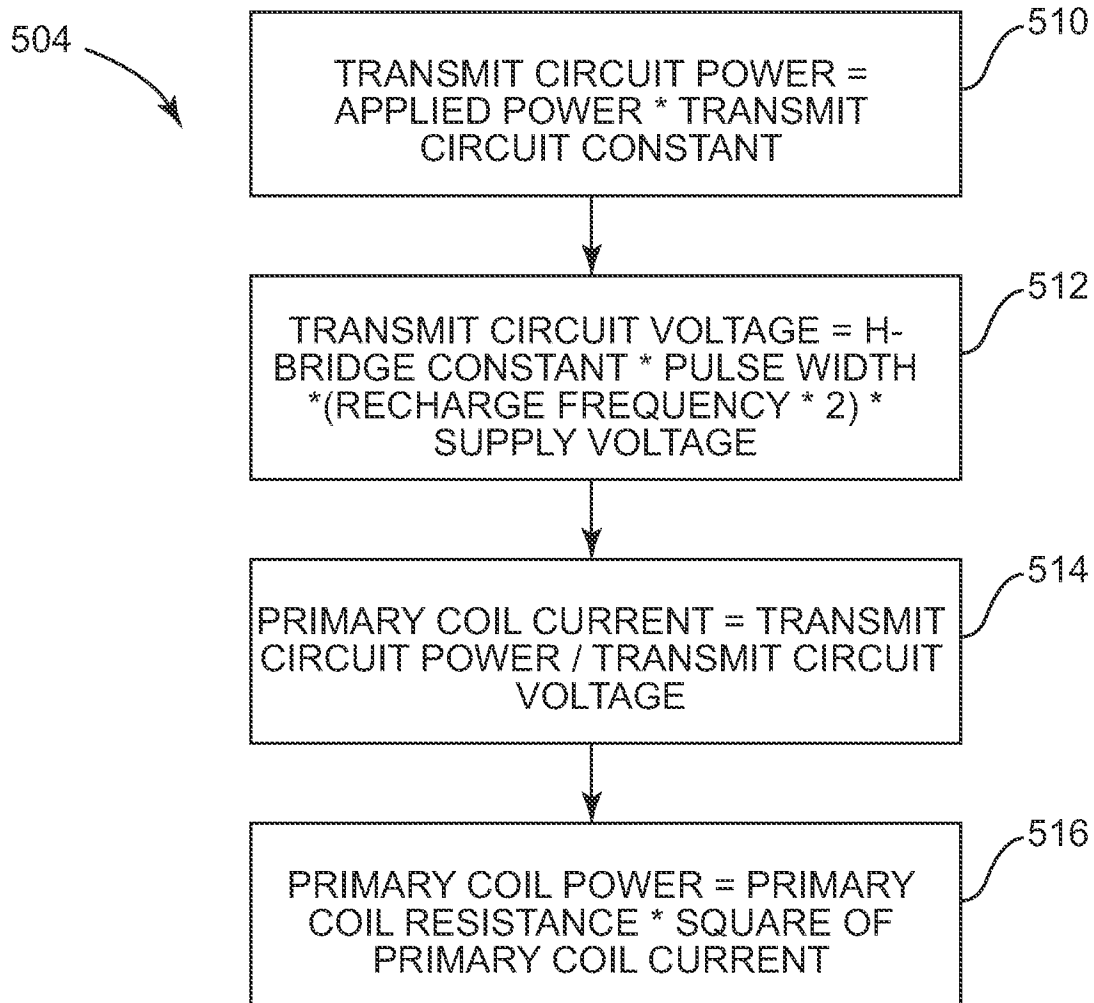 504
510
TRANSMIT CIRCUIT POWER =
APPLIED POWER * TRANSMIT
CIRCUIT CONSTANT
512
TRANSMIT CIRCUIT VOLTAGE = H-
BRIDGE CONSTANT * PULSE WIDTH
*(RECHARGE FREQUENCY * 2) *
SUPPLY VOLTAGE
514
PRIMARY COIL CURRENT = TRANSMIT
CIRCUIT POWER / TRANSMIT CIRCUIT
VOLTAGE
516
PRIMARY COIL POWER = PRIMARY
COIL RESISTANCE * SQUARE OF
PRIMARY COIL CURRENT